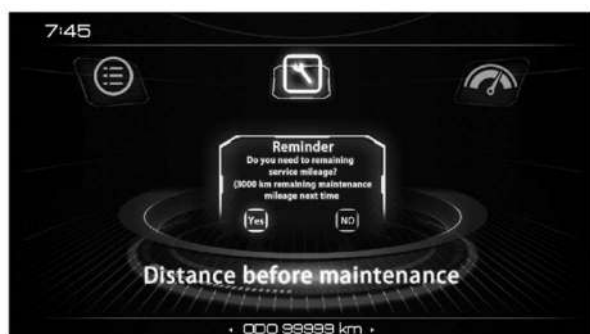 7:45
Reminder
Do you need to remaining
service mileage?
(3000 km remaining maintenance
mileage next time
Yes NO
Distance before maintenance
ODO 99999 km